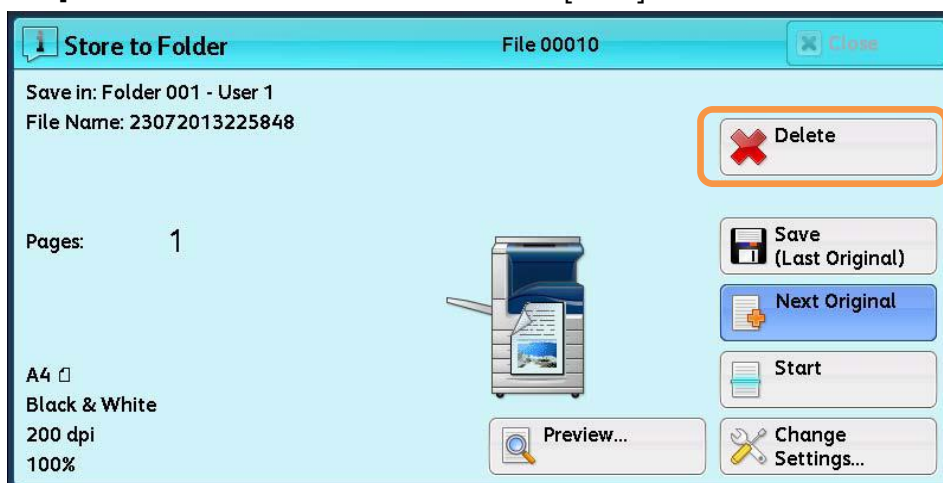 Store to Folder
File 00010
Close
Save in: Folder 001 - User 1
File Name: 23072013225848
Delete
Pages: 1
Save
(Last Original)
Next Original
Start
A4
Black & White
200 dpi
100%
Preview...
Change
Settings...